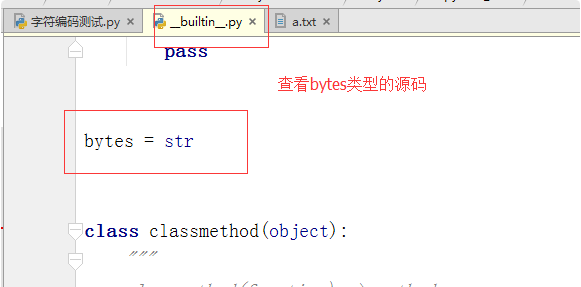 字符编码测试.py × __builtin__.py × a.txt ×
pass
查看bytes类型的源码
bytes = str
class classmethod(object):
"""